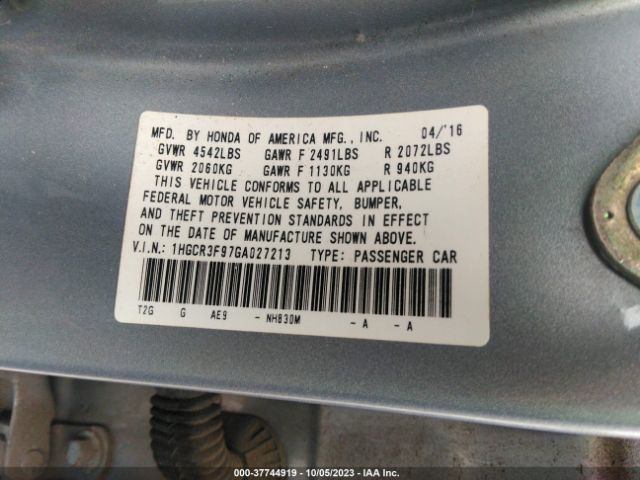 MFD. BY HONDA OF AMERICA MFG., INC. 04/'16
GVWR 4542LBS GAWR F 2491LBS R 2072LBS
GVWR 2060KG GAWR F 1130KG R 940KG
THIS VEHICLE CONFORMS TO ALL APPLICABLE
FEDERAL MOTOR VEHICLE SAFETY, BUMPER,
AND THEFT PREVENTION STANDARDS IN EFFECT
ON THE DATE OF MANUFACTURE SHOWN ABOVE.
V.I.N.: 1HGCR3F97GA027213 TYPE: PASSENGER CAR
T2G G AE9 - NH830M - A - A
000-37744919 - 10/05/2023 - IAA Inc.